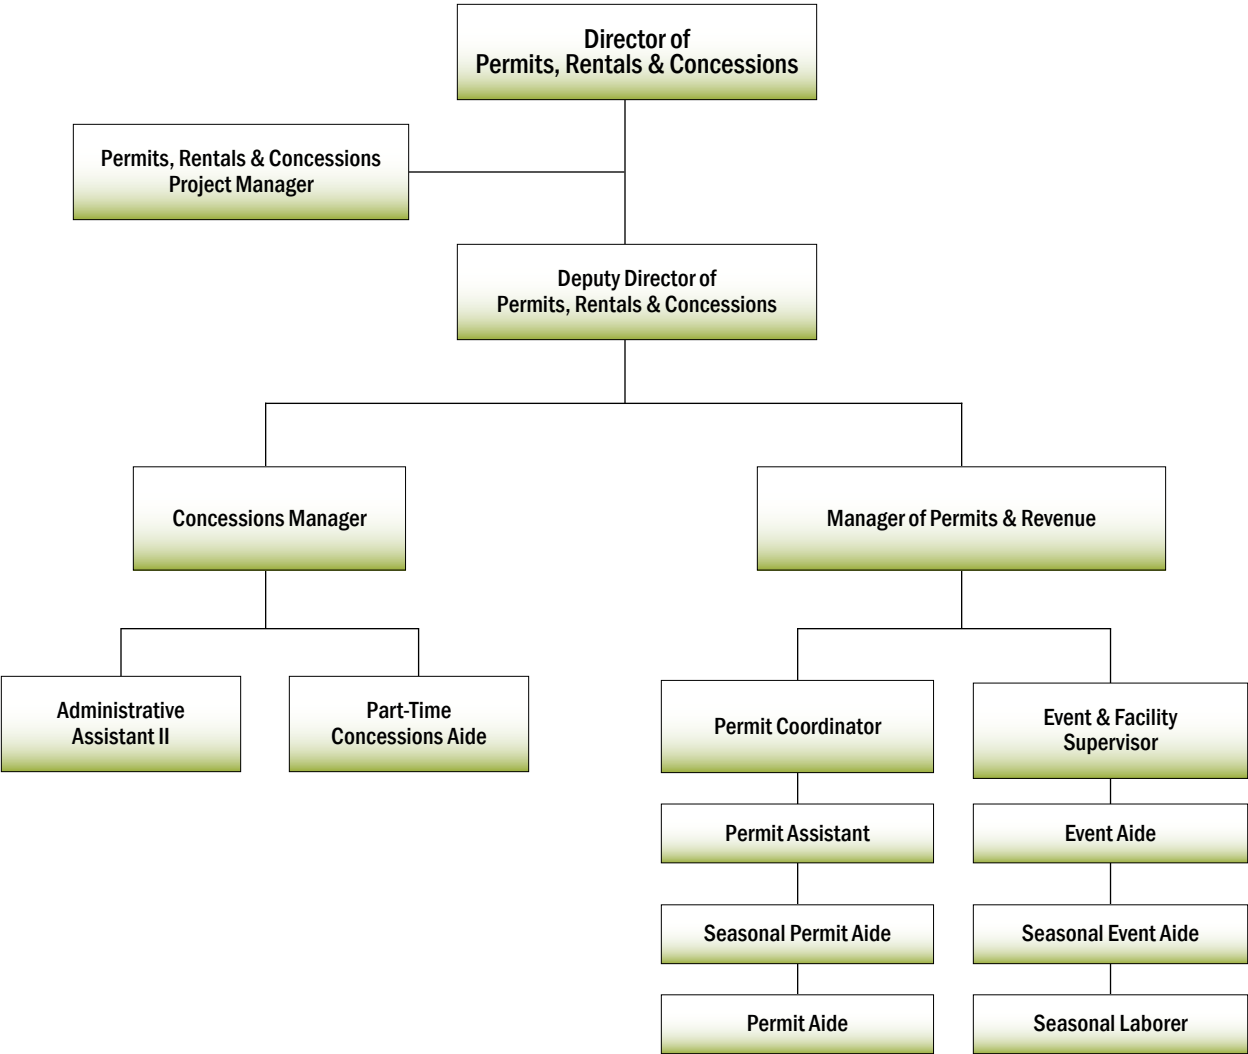 Director of
Permits, Rentals & Concessions
Permits, Rentals & Concessions
Project Manager
Deputy Director of
Permits, Rentals & Concessions
Concessions Manager
Manager of Permits & Revenue
Administrative
Assistant II
Part-Time
Concessions Aide
Permit Coordinator
Event & Facility
Supervisor
Permit Assistant
Event Aide
Seasonal Permit Aide
Seasonal Event Aide
Permit Aide
Seasonal Laborer